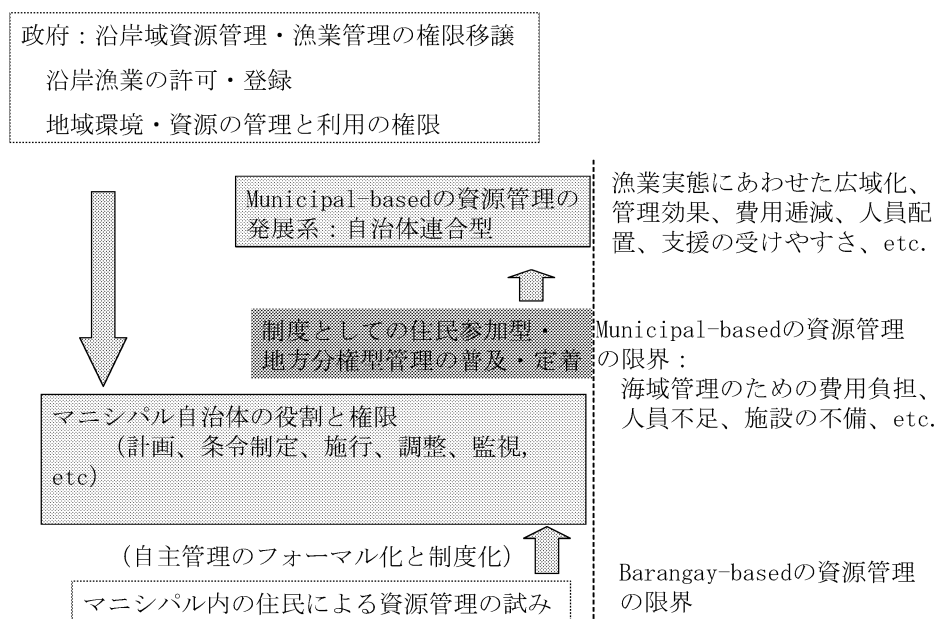 政府：沿岸域資源管理・漁業管理の権限移譲
沿岸漁業の許可・登録
地域環境・資源の管理と利用の権限
Municipal-basedの資源管理の
発展系：自治体連合型
漁業実態にあわせた広域化、
管理効果、費用逓減、人員配
置、支援の受けやすさ、etc.
制度としての住民参加型・
地方分権型管理の普及・定着
Municipal-basedの資源管理
の限界：
海域管理のための費用負担、
人員不足、施設の不備、etc.
マニシパル自治体の役割と権限
（計画、条令制定、施行、調整、監視,
etc)
（自主管理のフォーマル化と制度化）
Barangay-basedの資源管理
の限界
マニシパル内の住民による資源管理の試み